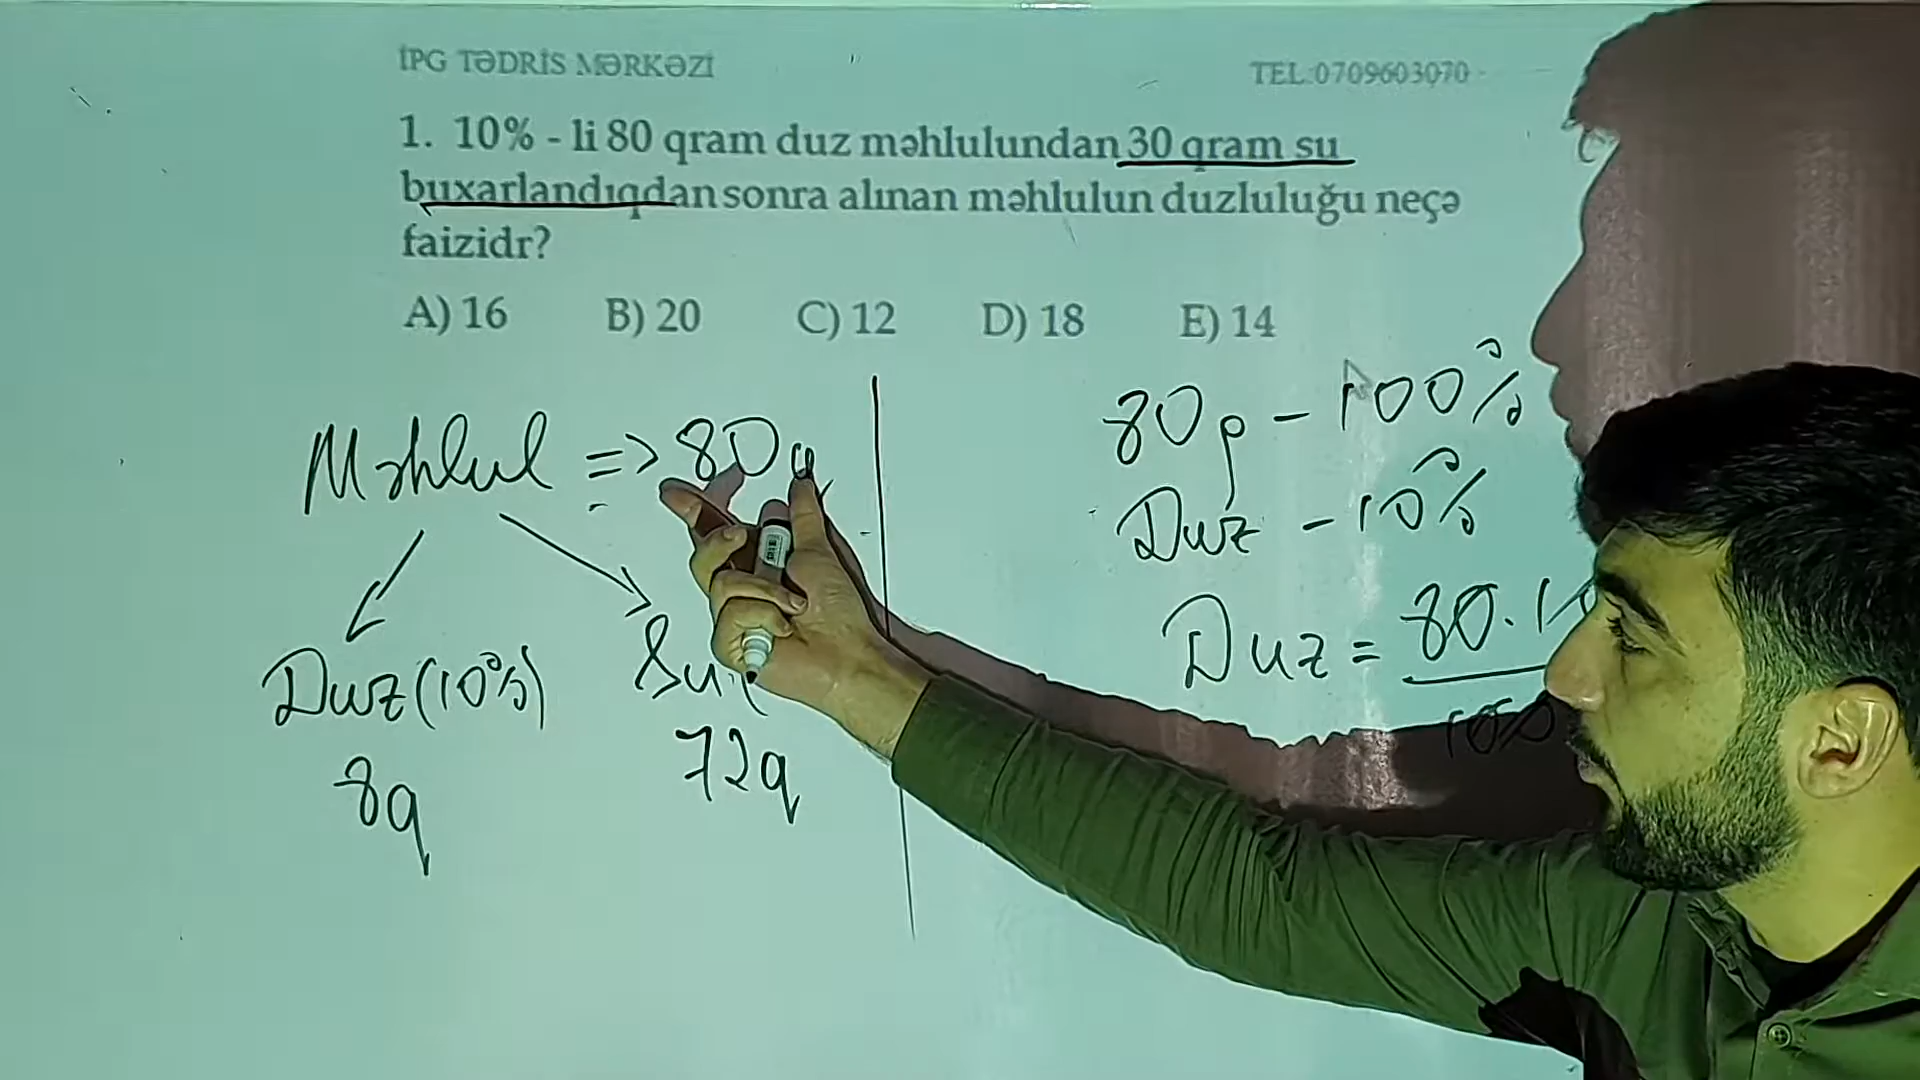 İPG TƏDRİS MƏRKƏZİ
TEL:0709603070
1. 10% - li 80 qram duz məhlulundan 30 qram su
buxarlandıqdan sonra alınan məhlulun duzluluğu neçə
faizidr?
A) 16 B) 20 C) 12 D) 18 E) 14
Məhlul => 80q
Duz (10%)
8q
Su (
72q
80q - 100%
Duz - 10%
Duz = 80.10
100